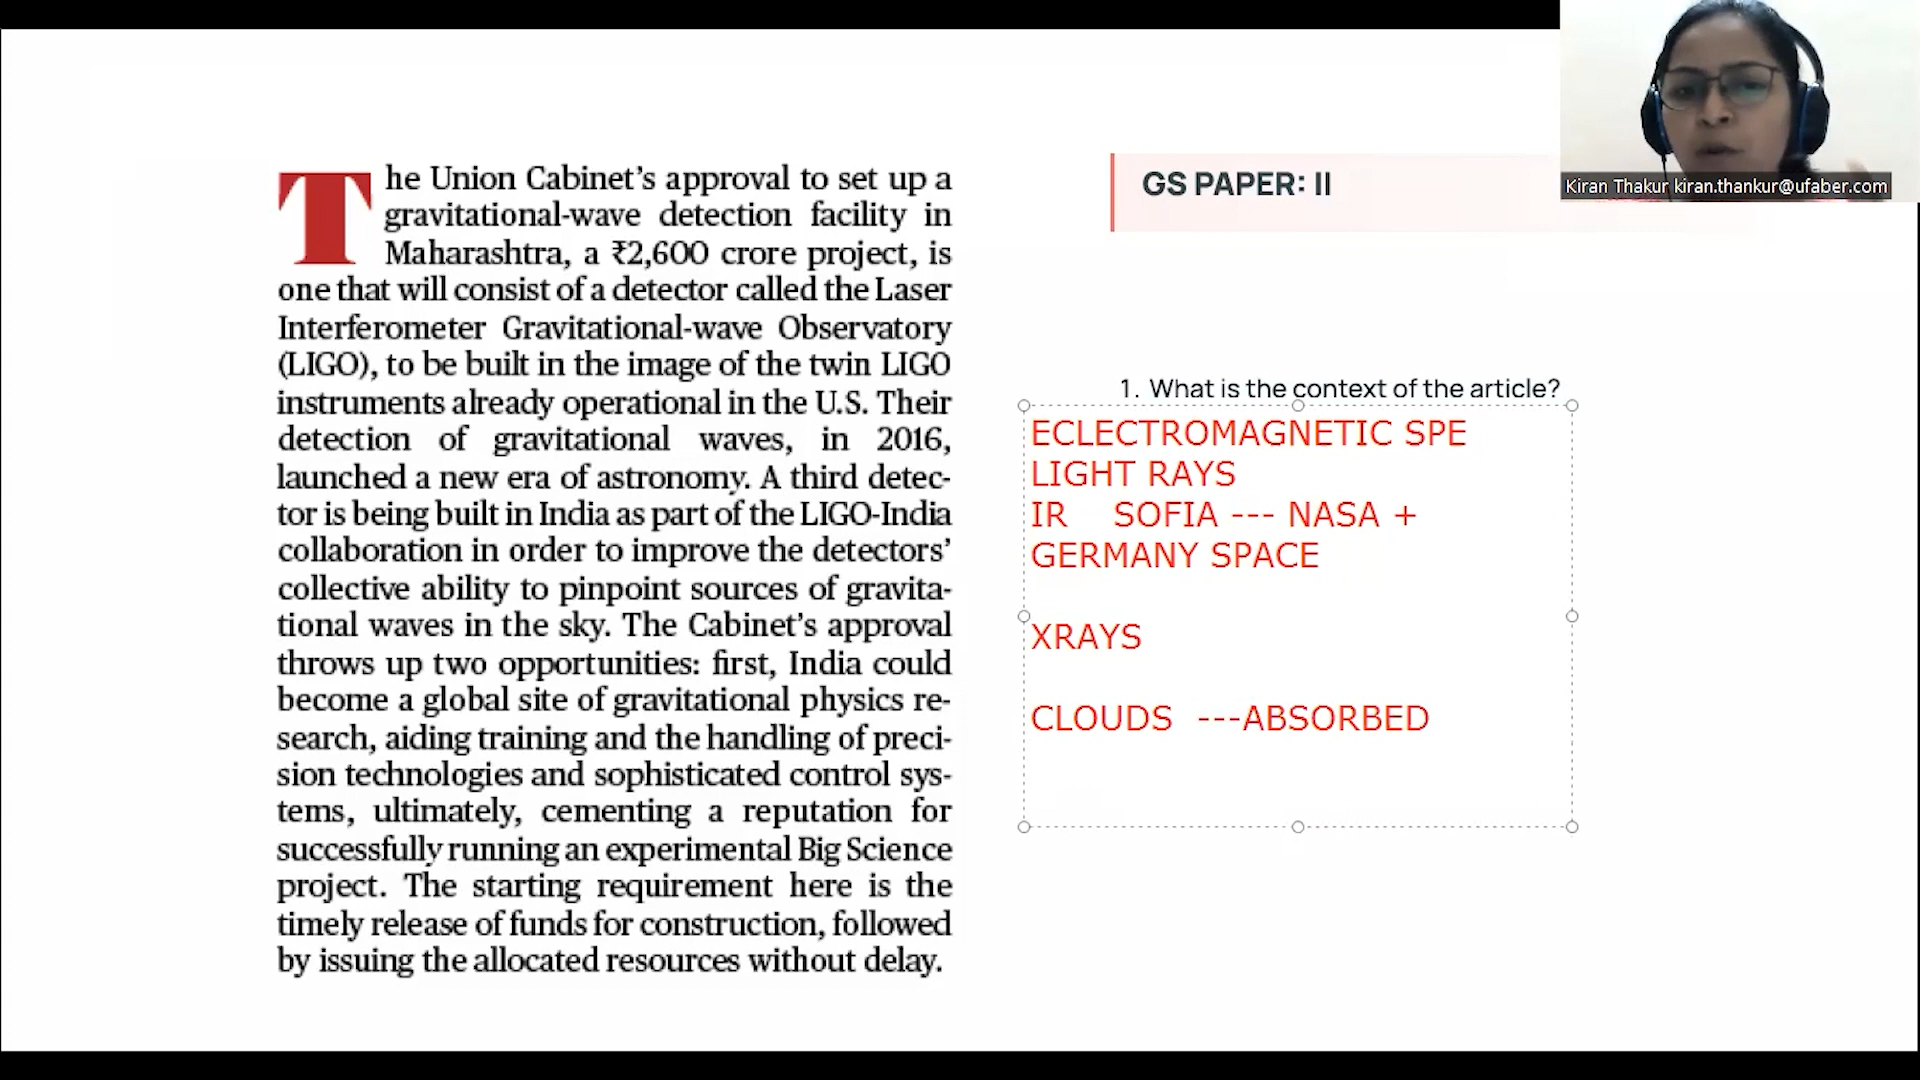 The Union Cabinet's approval to set up a
gravitational-wave detection facility in
Maharashtra, a ₹2,600 crore project, is
one that will consist of a detector called the Laser
Interferometer Gravitational-wave Observatory
(LIGO), to be built in the image of the twin LIGO
instruments already operational in the U.S. Their
detection of gravitational waves, in 2016,
launched a new era of astronomy. A third detec-
tor is being built in India as part of the LIGO-India
collaboration in order to improve the detectors'
collective ability to pinpoint sources of gravita-
tional waves in the sky. The Cabinet's approval
throws up two opportunities: first, India could
become a global site of gravitational physics re-
search, aiding training and the handling of preci-
sion technologies and sophisticated control sys-
tems, ultimately, cementing a reputation for
successfully running an experimental Big Science
project. The starting requirement here is the
timely release of funds for construction, followed
by issuing the allocated resources without delay.
GS PAPER: II
Kiran Thakur kiran.thankur@ufaber.com
1. What is the context of the article?
ECLECTROMAGNETIC SPE
LIGHT RAYS
IR SOFIA --- NASA +
GERMANY SPACE
XRAYS
CLOUDS ---ABSORBED